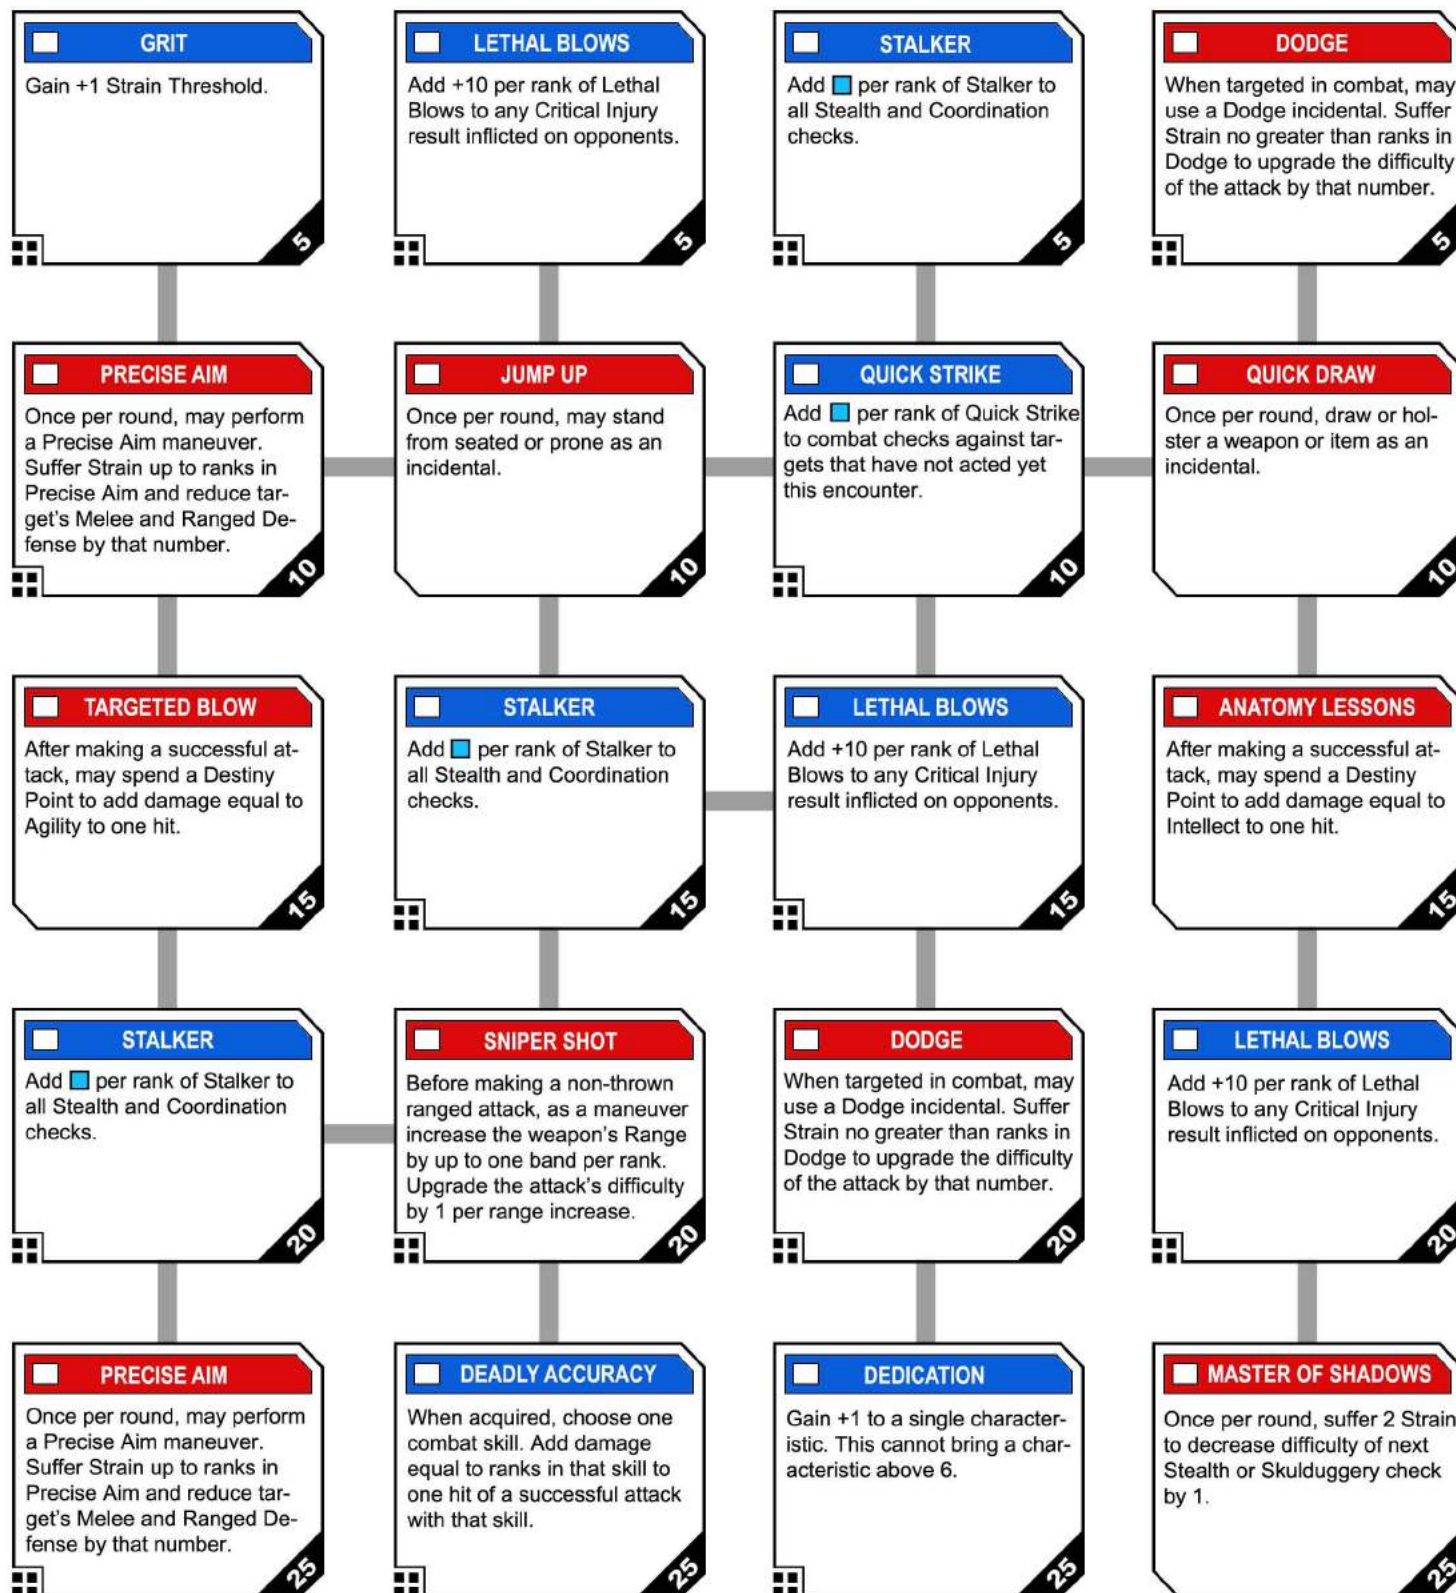 GRIT
Gain +1 Strain Threshold.
5
LETHAL BLOWS
Add +10 per rank of Lethal
Blows to any Critical Injury
result inflicted on opponents.
5
STALKER
Add per rank of Stalker to
all Stealth and Coordination
checks.
5
DODGE
When targeted in combat, may
use a Dodge incidental. Suffer
Strain no greater than ranks in
Dodge to upgrade the difficulty
of the attack by that number.
5
PRECISE AIM
Once per round, may perform
a Precise Aim maneuver.
Suffer Strain up to ranks in
Precise Aim and reduce tar-
get's Melee and Ranged De-
fense by that number.
10
JUMP UP
Once per round, may stand
from seated or prone as an
incidental.
10
QUICK STRIKE
Add per rank of Quick Strike
to combat checks against tar-
gets that have not acted yet
this encounter.
10
QUICK DRAW
Once per round, draw or hol-
ster a weapon or item as an
incidental.
10
TARGETED BLOW
After making a successful at-
tack, may spend a Destiny
Point to add damage equal to
Agility to one hit.
15
STALKER
Add per rank of Stalker to
all Stealth and Coordination
checks.
15
LETHAL BLOWS
Add +10 per rank of Lethal
Blows to any Critical Injury
result inflicted on opponents.
15
ANATOMY LESSONS
After making a successful at-
tack, may spend a Destiny
Point to add damage equal to
Intellect to one hit.
15
STALKER
Add per rank of Stalker to
all Stealth and Coordination
checks.
20
SNIPER SHOT
Before making a non-thrown
ranged attack, as a maneuver
increase the weapon's Range
by up to one band per rank.
Upgrade the attack's difficulty
by 1 per range increase.
20
DODGE
When targeted in combat, may
use a Dodge incidental. Suffer
Strain no greater than ranks in
Dodge to upgrade the difficulty
of the attack by that number.
20
LETHAL BLOWS
Add +10 per rank of Lethal
Blows to any Critical Injury
result inflicted on opponents.
20
PRECISE AIM
Once per round, may perform
a Precise Aim maneuver.
Suffer Strain up to ranks in
Precise Aim and reduce tar-
get's Melee and Ranged De-
fense by that number.
25
DEADLY ACCURACY
When acquired, choose one
combat skill. Add damage
equal to ranks in that skill to
one hit of a successful attack
with that skill.
25
DEDICATION
Gain +1 to a single character-
istic. This cannot bring a char-
acteristic above 6.
25
MASTER OF SHADOWS
Once per round, suffer 2 Strain
to decrease difficulty of next
Stealth or Skulduggery check
by 1.
25